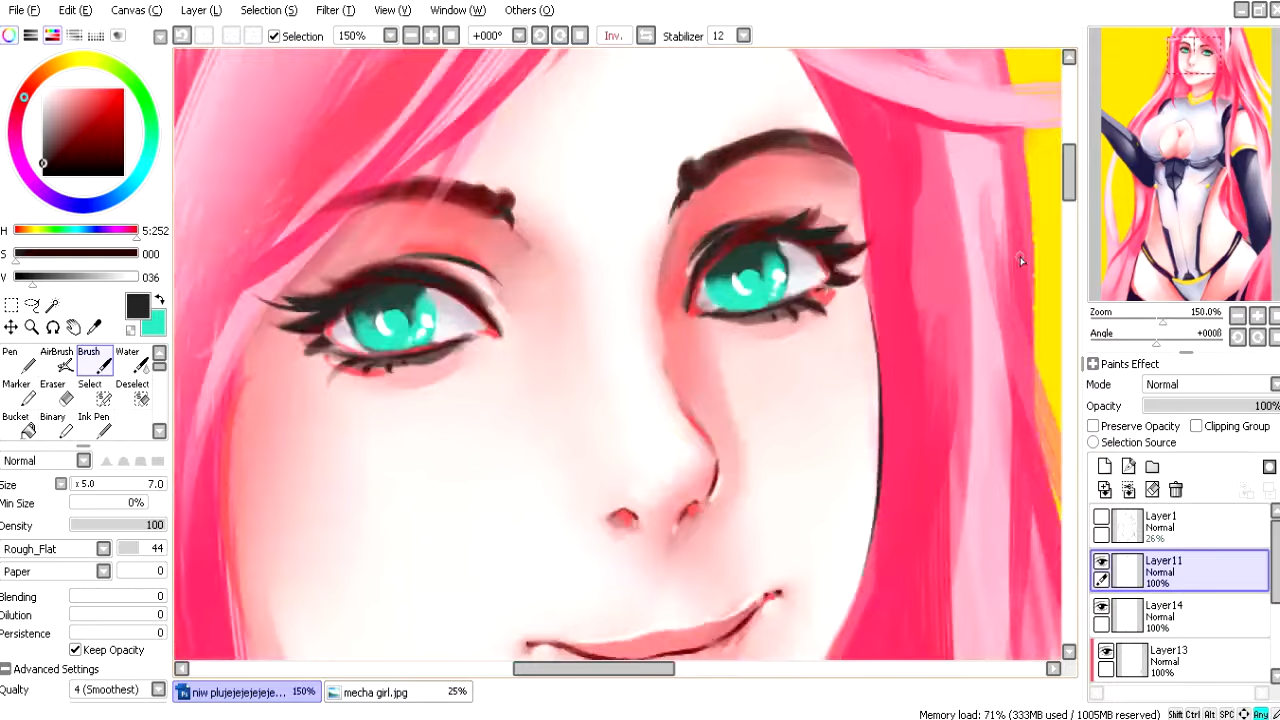 File (F) Edit (E) Canvas (C) Layer (L) Selection (S) Filter (T) View (V) Window (W) Others (O)
Selection 150% +000° Inv. Stabilizer 12
H 5:252
S 000
V 036
Pen AirBrush Brush Water
Marker Eraser Select Deselect
Bucket Binary Ink Pen
Normal
Size x 5.0 7.0
Min Size 0%
Density 100
Rough_Flat 44
Paper 0
Blending 0
Dilution 0
Persistence 0
Keep Opacity
Advanced Settings
Qualty 4 (Smoothest)
niw plujejejejejeje... 150% mecha girl.jpg 25%
Zoom 150.0%
Angle +000ß
Paints Effect
Mode Normal
Opacity 100%
Preserve Opacity Clipping Group
Selection Source
Layer1
Normal
26%
Layer11
Normal
100%
Layer14
Normal
100%
Layer13
Normal
100%
Memory load: 71% (333MB used / 1005MB reserved) Shift Ctrl Alt SPC Any